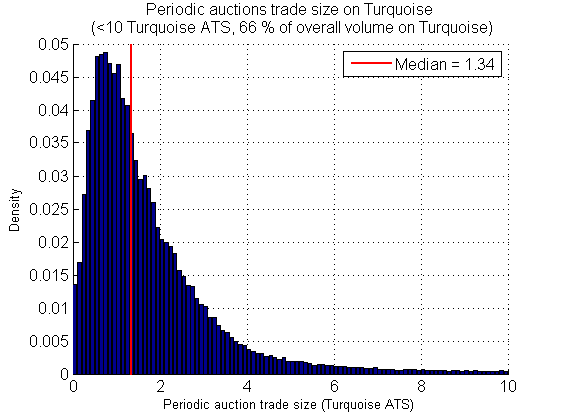 Periodic auctions trade size on Turquoise
(<10 Turquoise ATS, 66 % of overall volume on Turquoise)
0.05
0.045
0.04
0.035
0.03
0.025
0.02
0.015
0.01
0.005
0
Density
Median = 1.34
0 2 4 6 8 10
Periodic auction trade size (Turquoise ATS)